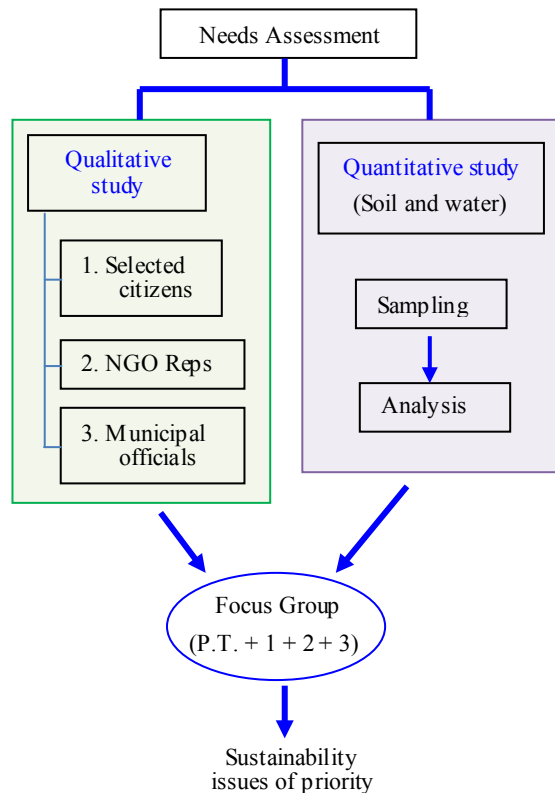 Needs Assessment
Qualitative
study
1. Selected
citizens
2. NGO Reps
3. Municipal
officials
Quantitative study
(Soil and water)
Sampling
Analysis
Focus Group
(P.T. + 1 + 2 + 3)
Sustainability
issues of priority